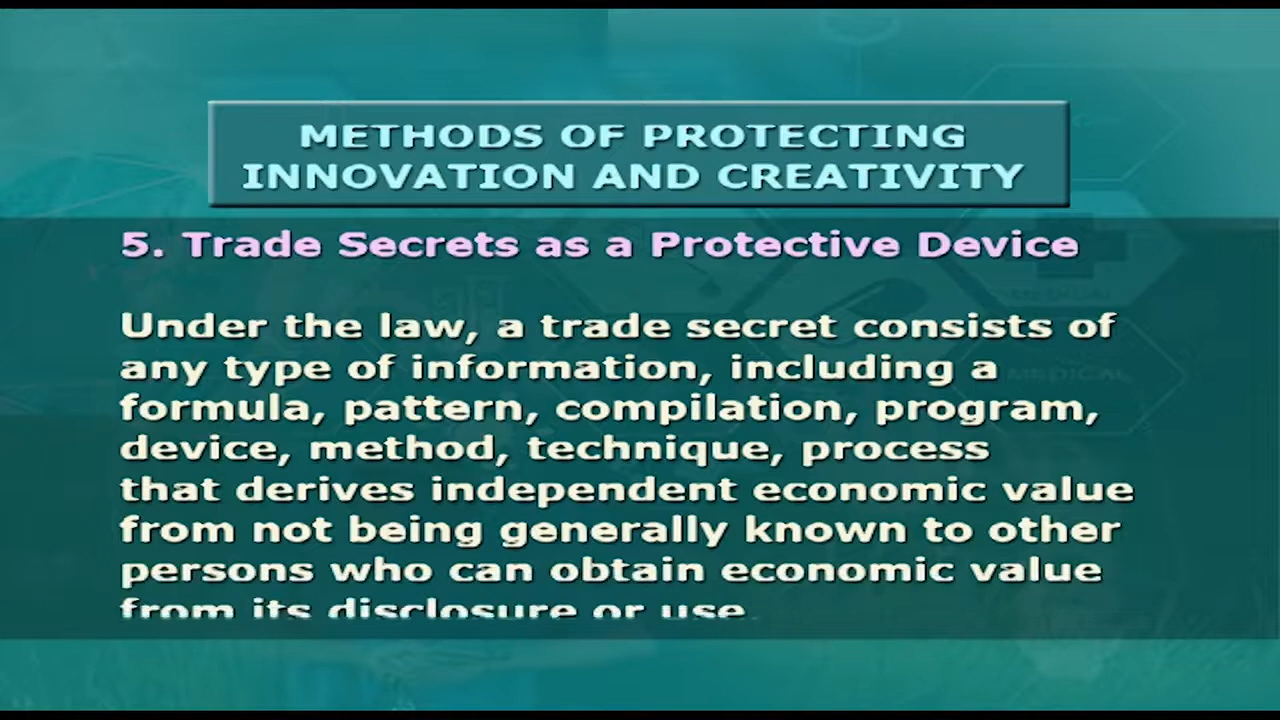 METHODS OF PROTECTING
INNOVATION AND CREATIVITY
5. Trade Secrets as a Protective Device
Under the law, a trade secret consists of
any type of information, including a
formula, pattern, compilation, program,
device, method, technique, process
that derives independent economic value
from not being generally known to other
persons who can obtain economic value
from its disclosure or use.
MEDICAL